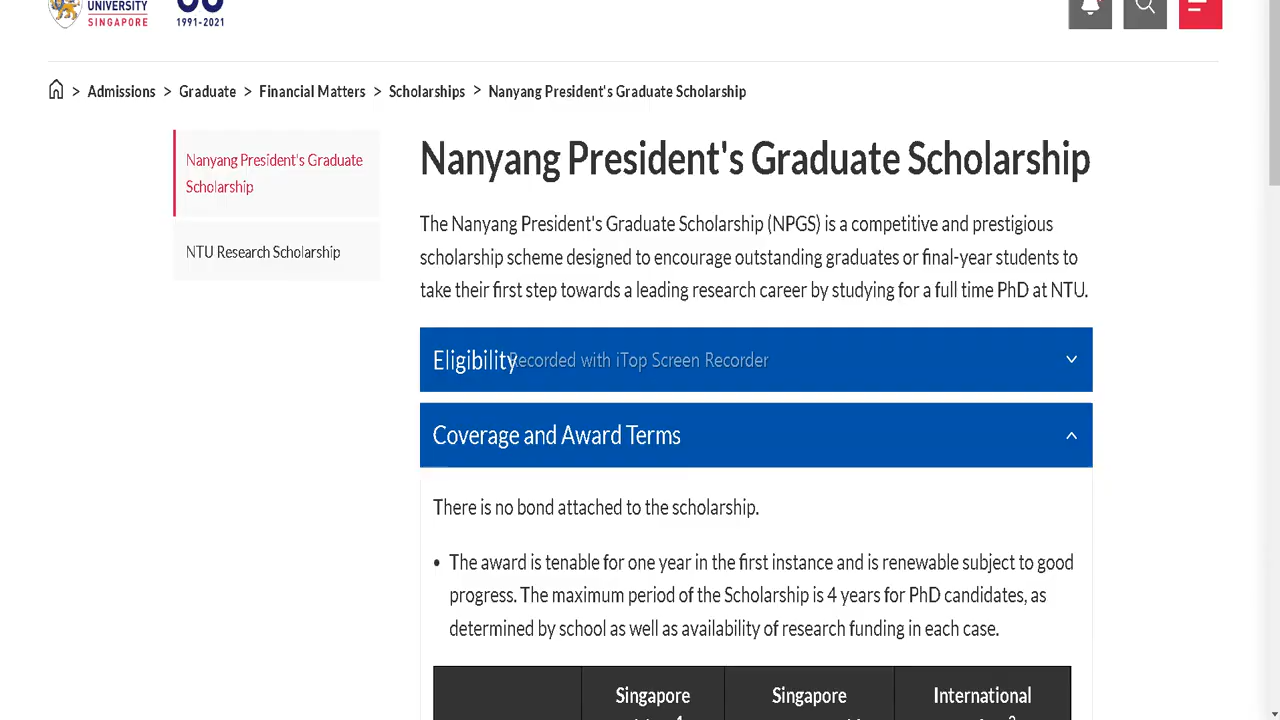 UNIVERSITY
SINGAPORE
1991-2021
> Admissions > Graduate > Financial Matters > Scholarships > Nanyang President's Graduate Scholarship
Nanyang President's Graduate
Scholarship
NTU Research Scholarship
Nanyang President's Graduate Scholarship
The Nanyang President's Graduate Scholarship (NPGS) is a competitive and prestigious
scholarship scheme designed to encourage outstanding graduates or final-year students to
take their first step towards a leading research career by studying for a full time PhD at NTU.
Eligibility
Recorded with iTop Screen Recorder
Coverage and Award Terms
There is no bond attached to the scholarship.
• The award is tenable for one year in the first instance and is renewable subject to good
progress. The maximum period of the Scholarship is 4 years for PhD candidates, as
determined by school as well as availability of research funding in each case.
Singapore Singapore International